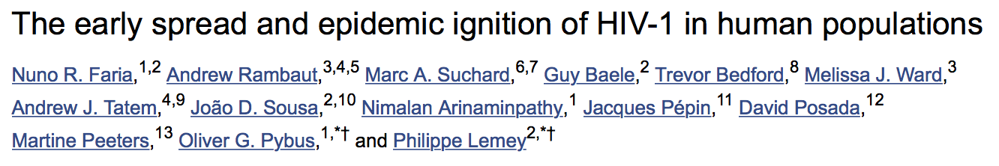 The early spread and epidemic ignition of HIV-1 in human populations
Nuno R. Faria,1,2 Andrew Rambaut,3,4,5 Marc A. Suchard,6,7 Guy Baele,2 Trevor Bedford,8 Melissa J. Ward,3
Andrew J. Tatem,4,9 João D. Sousa,2,10 Nimalan Arinaminpathy,1 Jacques Pépin,11 David Posada,12
Martine Peeters,13 Oliver G. Pybus,1,*† and Philippe Lemey2,*†